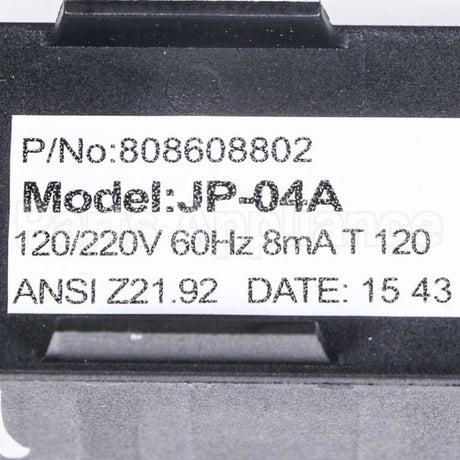 P/No:808608802
Model:JP-04A
120/220V 60Hz 8mA T 120
ANSI Z21.92 DATE: 15 43